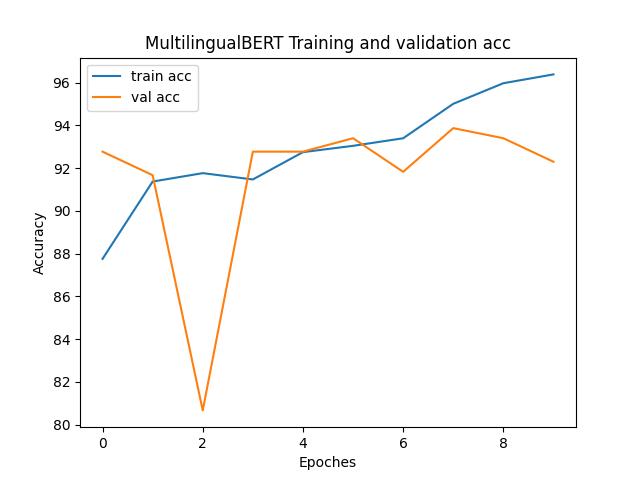 MultilingualBERT Training and validation acc
train acc
val acc
96
94
92
90
88
86
84
82
80
Accuracy
0 2 4 6 8
Epoches